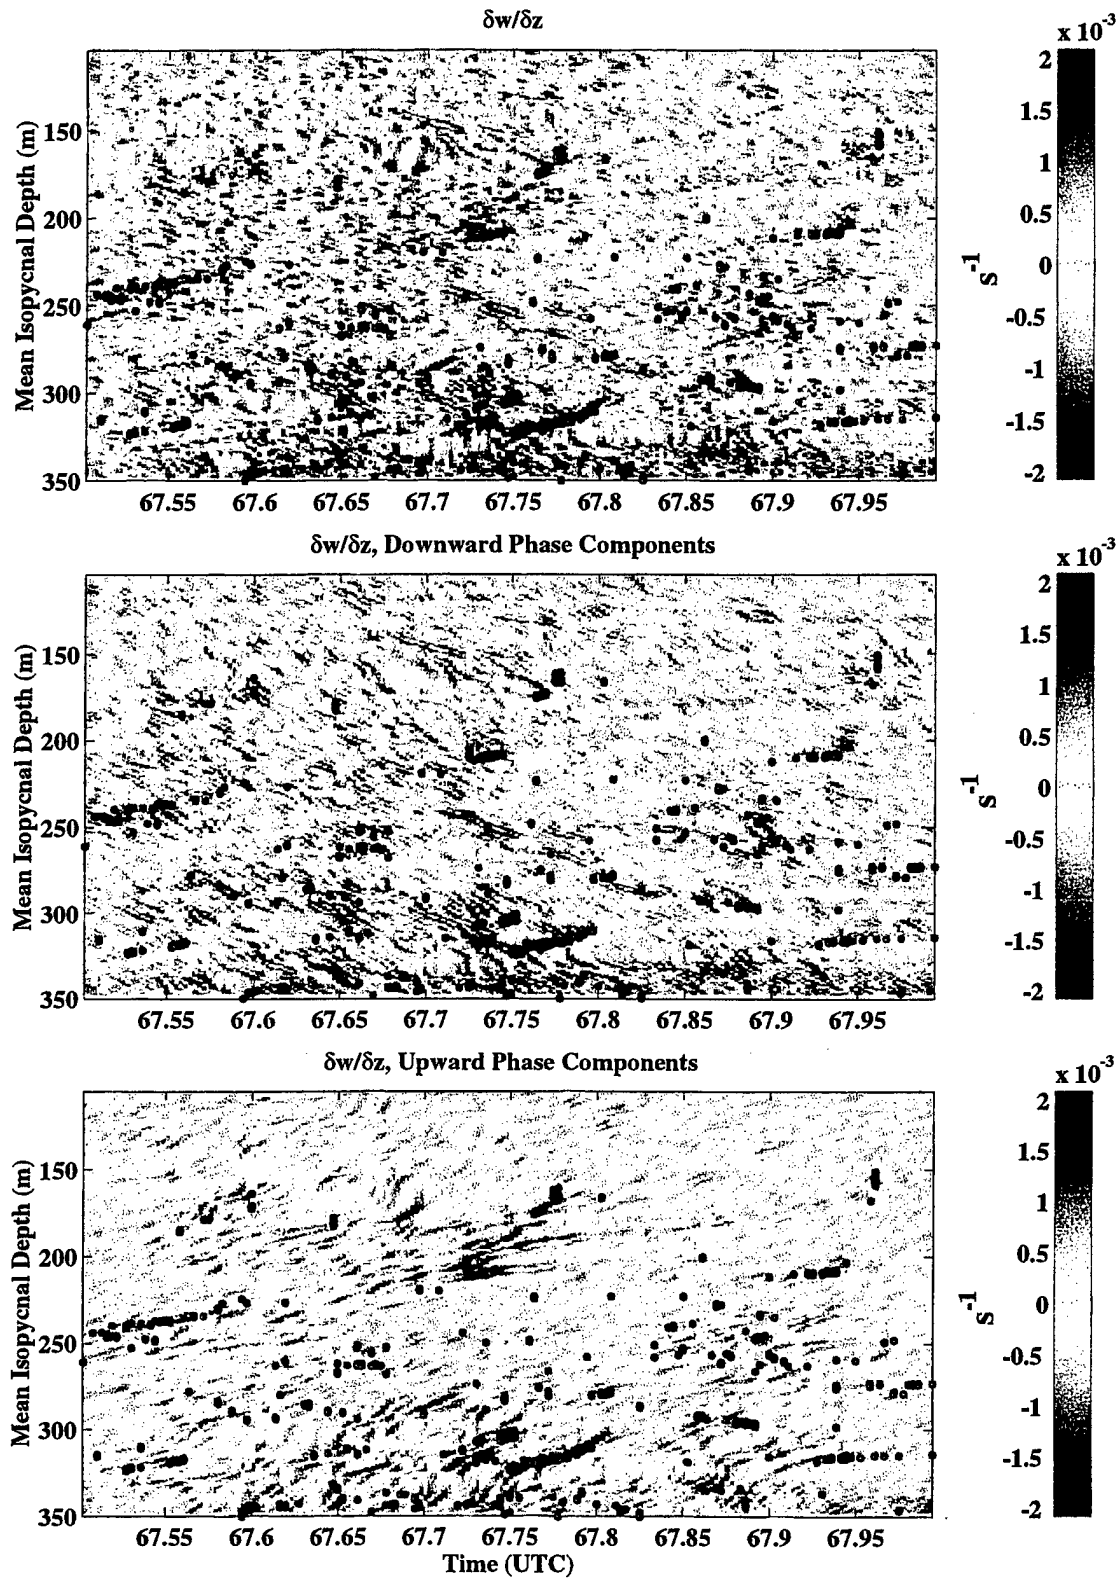 δw/δz
x 10⁻³
Mean Isopycnal Depth (m)
150
200
250
300
350
67.55 67.6 67.65 67.7 67.75 67.8 67.85 67.9 67.95
2
1.5
1
0.5
0
-0.5
-1
-1.5
-2
s⁻¹
δw/δz, Downward Phase Components
x 10⁻³
Mean Isopycnal Depth (m)
150
200
250
300
350
67.55 67.6 67.65 67.7 67.75 67.8 67.85 67.9 67.95
2
1.5
1
0.5
0
-0.5
-1
-1.5
-2
s⁻¹
δw/δz, Upward Phase Components
x 10⁻³
Mean Isopycnal Depth (m)
150
200
250
300
350
67.55 67.6 67.65 67.7 67.75 67.8 67.85 67.9 67.95
Time (UTC)
2
1.5
1
0.5
0
-0.5
-1
-1.5
-2
s⁻¹